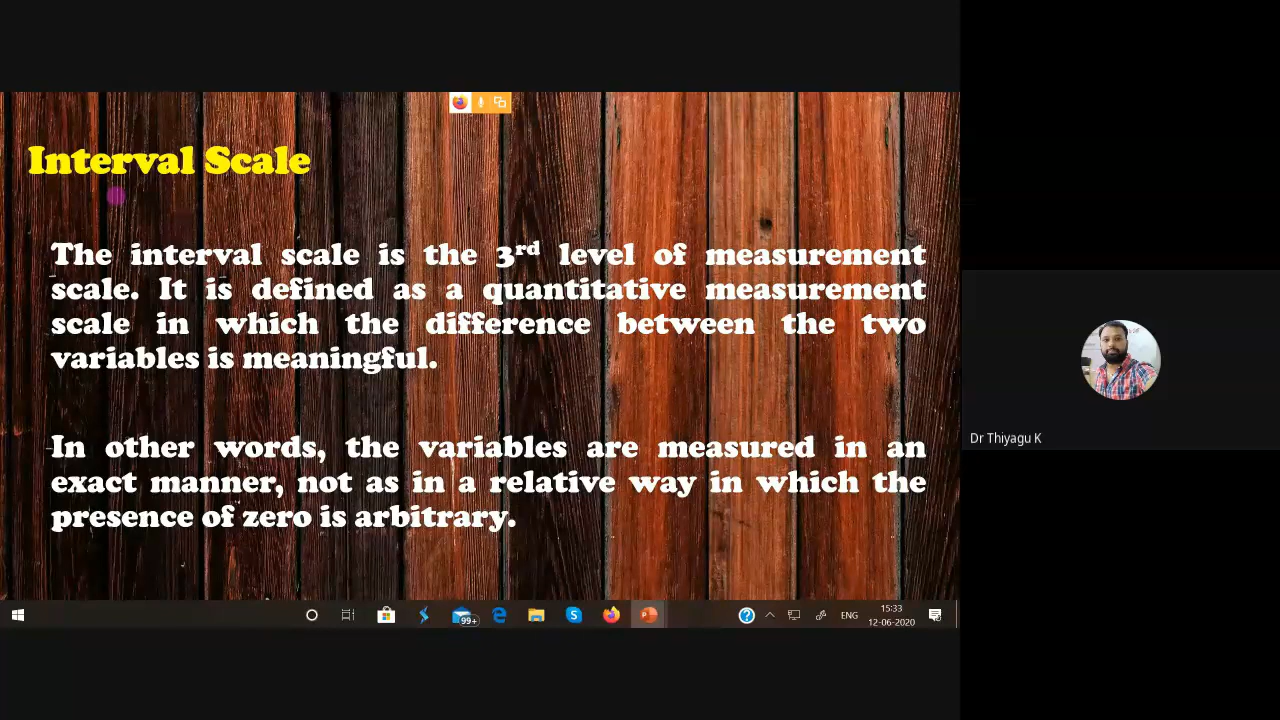 Interval Scale
The interval scale is the 3rd level of measurement
scale. It is defined as a quantitative measurement
scale in which the difference between the two
variables is meaningful.
In other words, the variables are measured in an
exact manner, not as in a relative way in which the
presence of zero is arbitrary.
Dr Thiyagu K
99+
ENG
15:33
12-06-2020